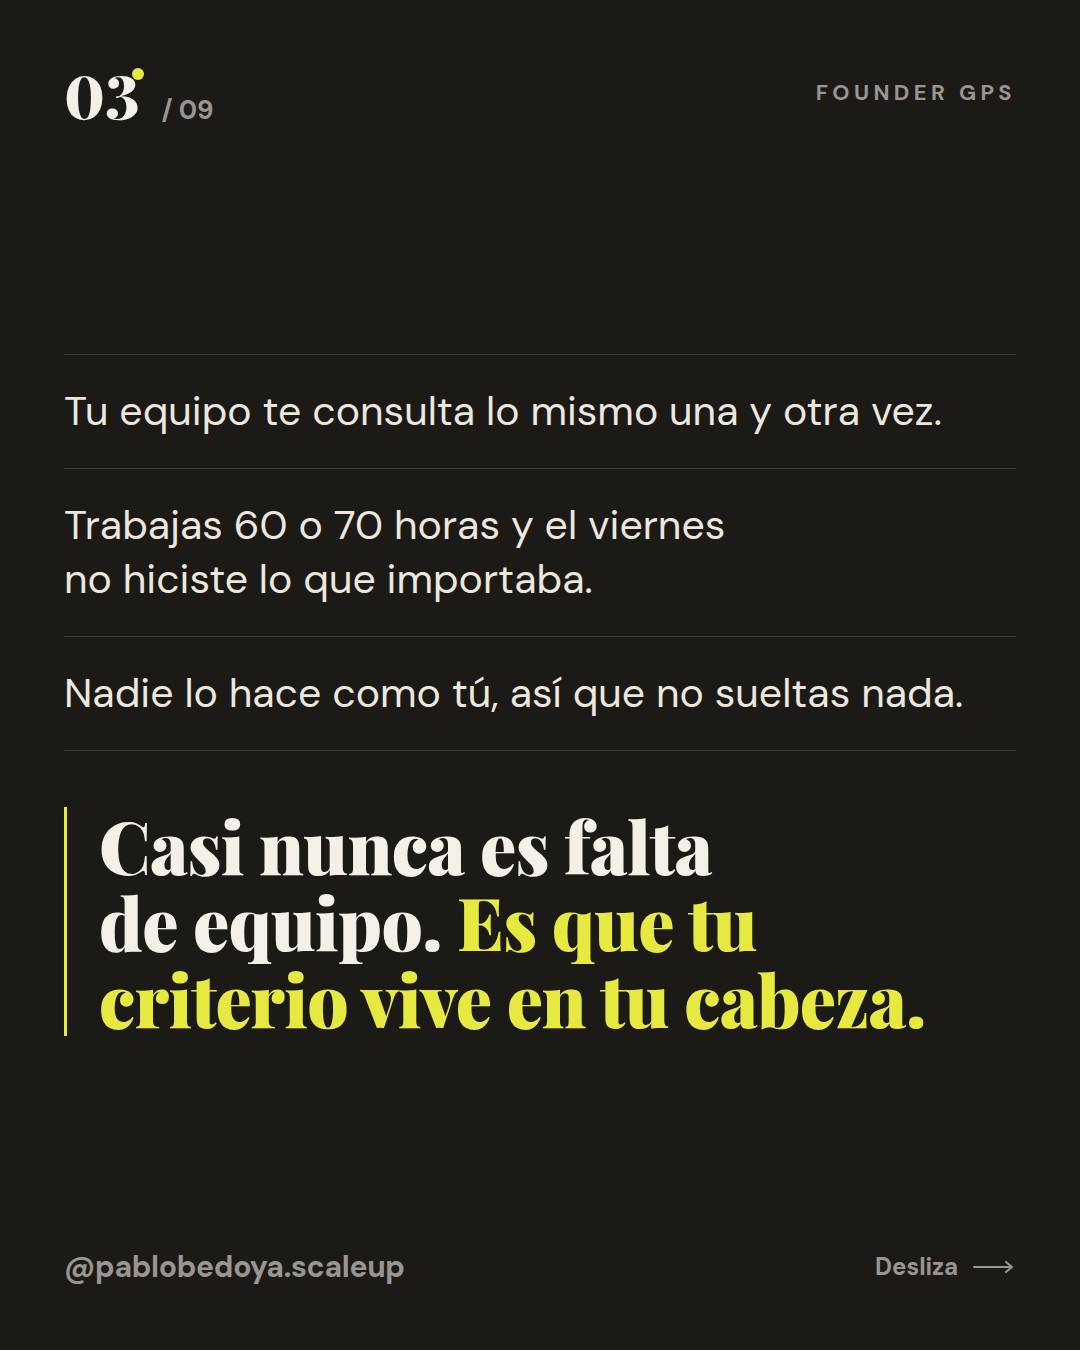 03 / 09
FOUNDER GPS
Tu equipo te consulta lo mismo una y otra vez.
Trabajas 60 o 70 horas y el viernes
no hiciste lo que importaba.
Nadie lo hace como tú, así que no sueltas nada.
Casi nunca es falta
de equipo. Es que tu
criterio vive en tu cabeza.
@pablobedoya.scaleup
Desliza →